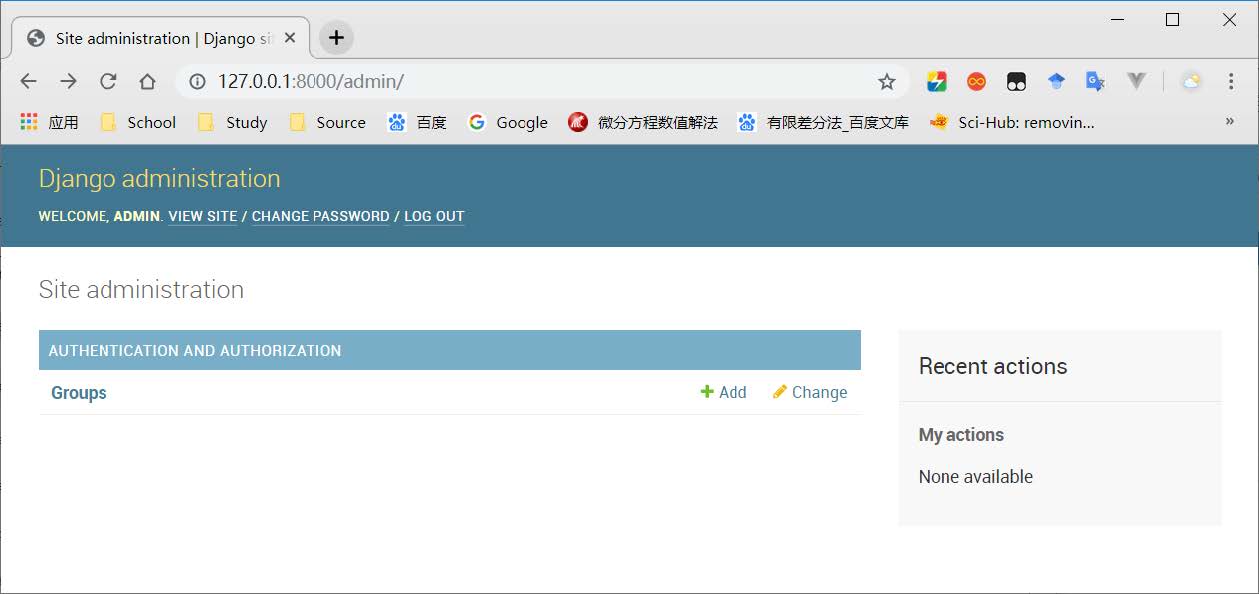 Site administration | Django si
127.0.0.1:8000/admin/
应用 School Study Source 百度 Google 微分方程数值解法 有限差分法_百度文库 Sci-Hub: removin... »
Django administration
WELCOME, ADMIN. VIEW SITE / CHANGE PASSWORD / LOG OUT
Site administration
AUTHENTICATION AND AUTHORIZATION
Groups Add Change
Recent actions
My actions
None available